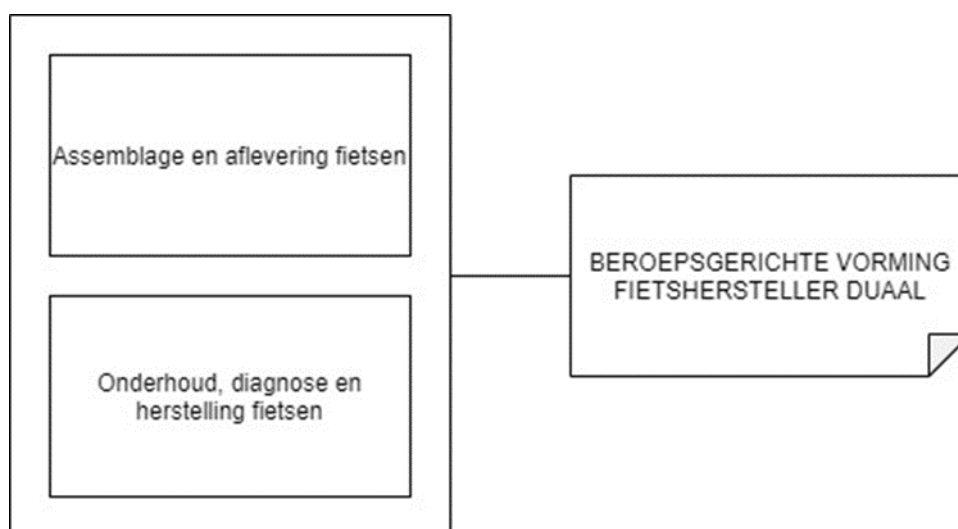 Assemblage en aflevering fietsen
Onderhoud, diagnose en
herstelling fietsen
BEROEPSGERICHTE VORMING
FIETSHERSTELLER DUAAL